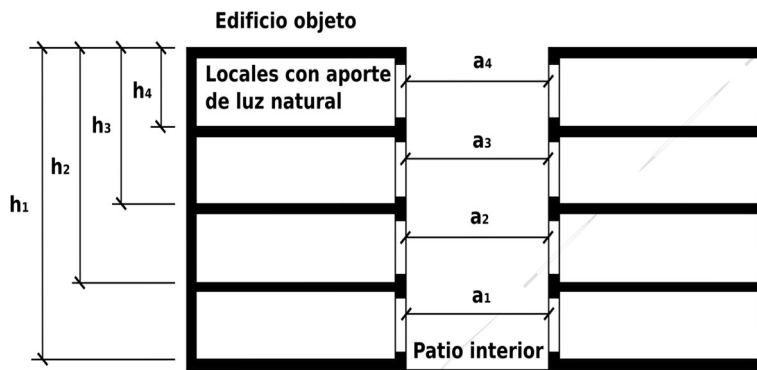 Edificio objeto
Locales con aporte
de luz natural
a4
h4
h3
a3
h2
h1
a2
a1
Patio interior